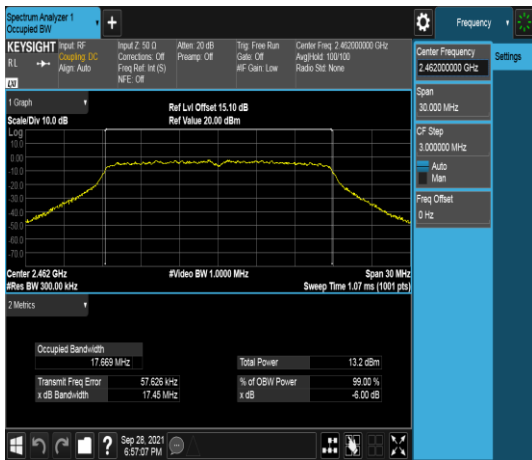 Spectrum Analyzer 1
Occupied BW
Frequency
KEYSIGHT
Input: RF
Coupling: DC
Align: Auto
Input Z: 50 Ω
Corrections: Off
Freq Ref: Int (S)
NFE: Off
Atten: 20 dB
Preamp: Off
Trig: Free Run
Gate: Off
#IF Gain: Low
Center Freq: 2.462000000 GHz
Avg|Hold: 100/100
Radio Std: None
RL
LXI
Center Frequency
2.462000000 GHz
Settings
Span
30.000 MHz
CF Step
3.000000 MHz
Auto
Man
Freq Offset
0 Hz
1 Graph
Scale/Div 10.0 dB
Ref Lvl Offset 15.10 dB
Ref Value 20.00 dBm
Log
10.0
0.00
-10.0
-20.0
-30.0
-40.0
-50.0
-60.0
-70.0
Center 2.462 GHz
#Res BW 300.00 kHz
#Video BW 1.0000 MHz
Span 30 MHz
Sweep Time 1.07 ms (1001 pts)
2 Metrics
Occupied Bandwidth
17.669 MHz
Total Power 13.2 dBm
Transmit Freq Error 57.626 kHz
% of OBW Power 99.00 %
x dB Bandwidth 17.45 MHz
x dB -6.00 dB
?
Sep 28, 2021
6:57:07 PM